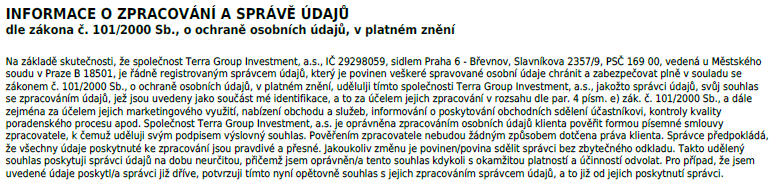 INFORMACE O ZPRACOVÁNÍ A SPRÁVĚ ÚDAJŮ
dle zákona č. 101/2000 Sb., o ochraně osobních údajů, v platném znění
Na základě skutečnosti, že společnost Terra Group Investment, a.s., IČ 29298059, sidlem Praha 6 - Břevnov, Slavníkova 2357/9, PSČ 169 00, vedená u Městského
soudu v Praze B 18501, je řádně registrovaným správcem údajů, který je povinen veškeré spravované osobní údaje chránit a zabezpečovat plně v souladu se
zákonem č. 101/2000 Sb., o ochraně osobních údajů, v platném znění, udělulji tímto společnosti Terra Group Investment, a.s., jakožto správci údajů, svůj souhlas
se zpracováním údajů, jež jsou uvedeny jako součást mé identifikace, a to za účelem jejich zpracování v rozsahu dle par. 4 písm. e) zák. č. 101/2000 Sb., a dále
zejména za účelem jejich marketingového využití, nabízení obchodu a služeb, informování o poskytování obchodních sdělení účastníkovi, kontroly kvality
poradenského procesu apod. Společnost Terra Group Investment, a.s. je oprávněna zpracováním osobních údajů klienta pověřit formou písemné smlouvy
zpracovatele, k čemuž uděluji svým podpisem výslovný souhlas. Pověřením zpracovatele nebudou žádným způsobem dotčena práva klienta. Správce předpokládá,
že všechny údaje poskytnuté ke zpracování jsou pravdivé a přesné. Jakoukoliv změnu je povinen/povina sdělit správci bez zbytečného odkladu. Takto udělený
souhlas poskytuji správci údajů na dobu neurčitou, přičemž jsem oprávněn/a tento souhlas kdykoli s okamžitou platností a účinností odvolat. Pro případ, že jsem
uvedené údaje poskytl/a správci již dříve, potvrzuji tímto nyní opětovně souhlas s jejich zpracováním správcem údajů, a to již od jejich poskytnutí správci.